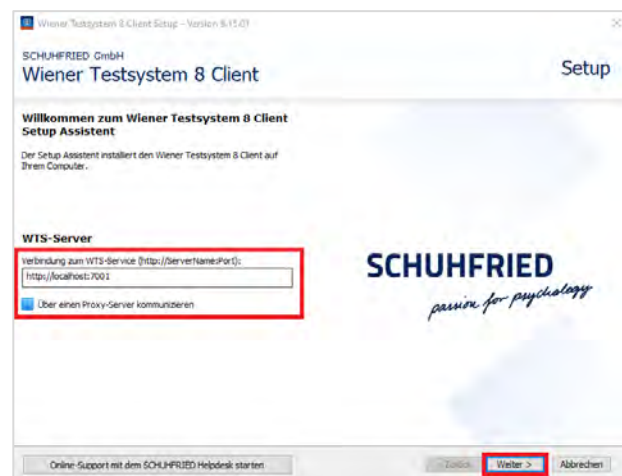 Wiener Testsystem 8 Client Setup - Version 8.15.01
SCHUHFRIED GmbH
Wiener Testsystem 8 Client
Setup
Willkommen zum Wiener Testsystem 8 Client
Setup Assistent
Der Setup Assistent installiert den Wiener Testsystem 8 Client auf
Ihrem Computer.
WTS-Server
Verbindung zum WTS-Service (http://ServerName:Port):
http://localhost:7001
Über einen Proxy-Server kommunizieren
SCHUHFRIED
passion for psychology
Online-Support mit dem SCHUHFRIED Helpdesk starten
< Zurück
Weiter >
Abbrechen